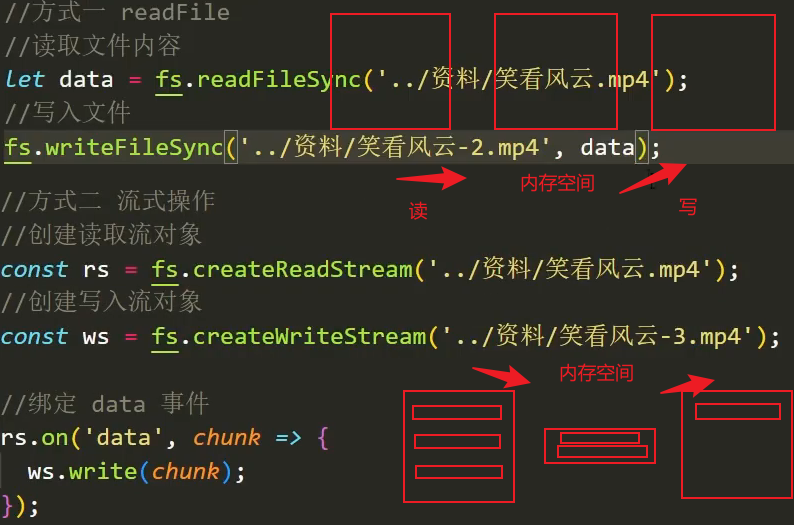 //方式一 readFile
//读取文件内容
let data = fs.readFileSync('../资料/笑看风云.mp4');
//写入文件
fs.writeFileSync('../资料/笑看风云-2.mp4', data);
读
内存空间
写
//方式二 流式操作
//创建读取流对象
const rs = fs.createReadStream('../资料/笑看风云.mp4');
//创建写入流对象
const ws = fs.createWriteStream('../资料/笑看风云-3.mp4');
内存空间
//绑定 data 事件
rs.on('data', chunk => {
ws.write(chunk);
});